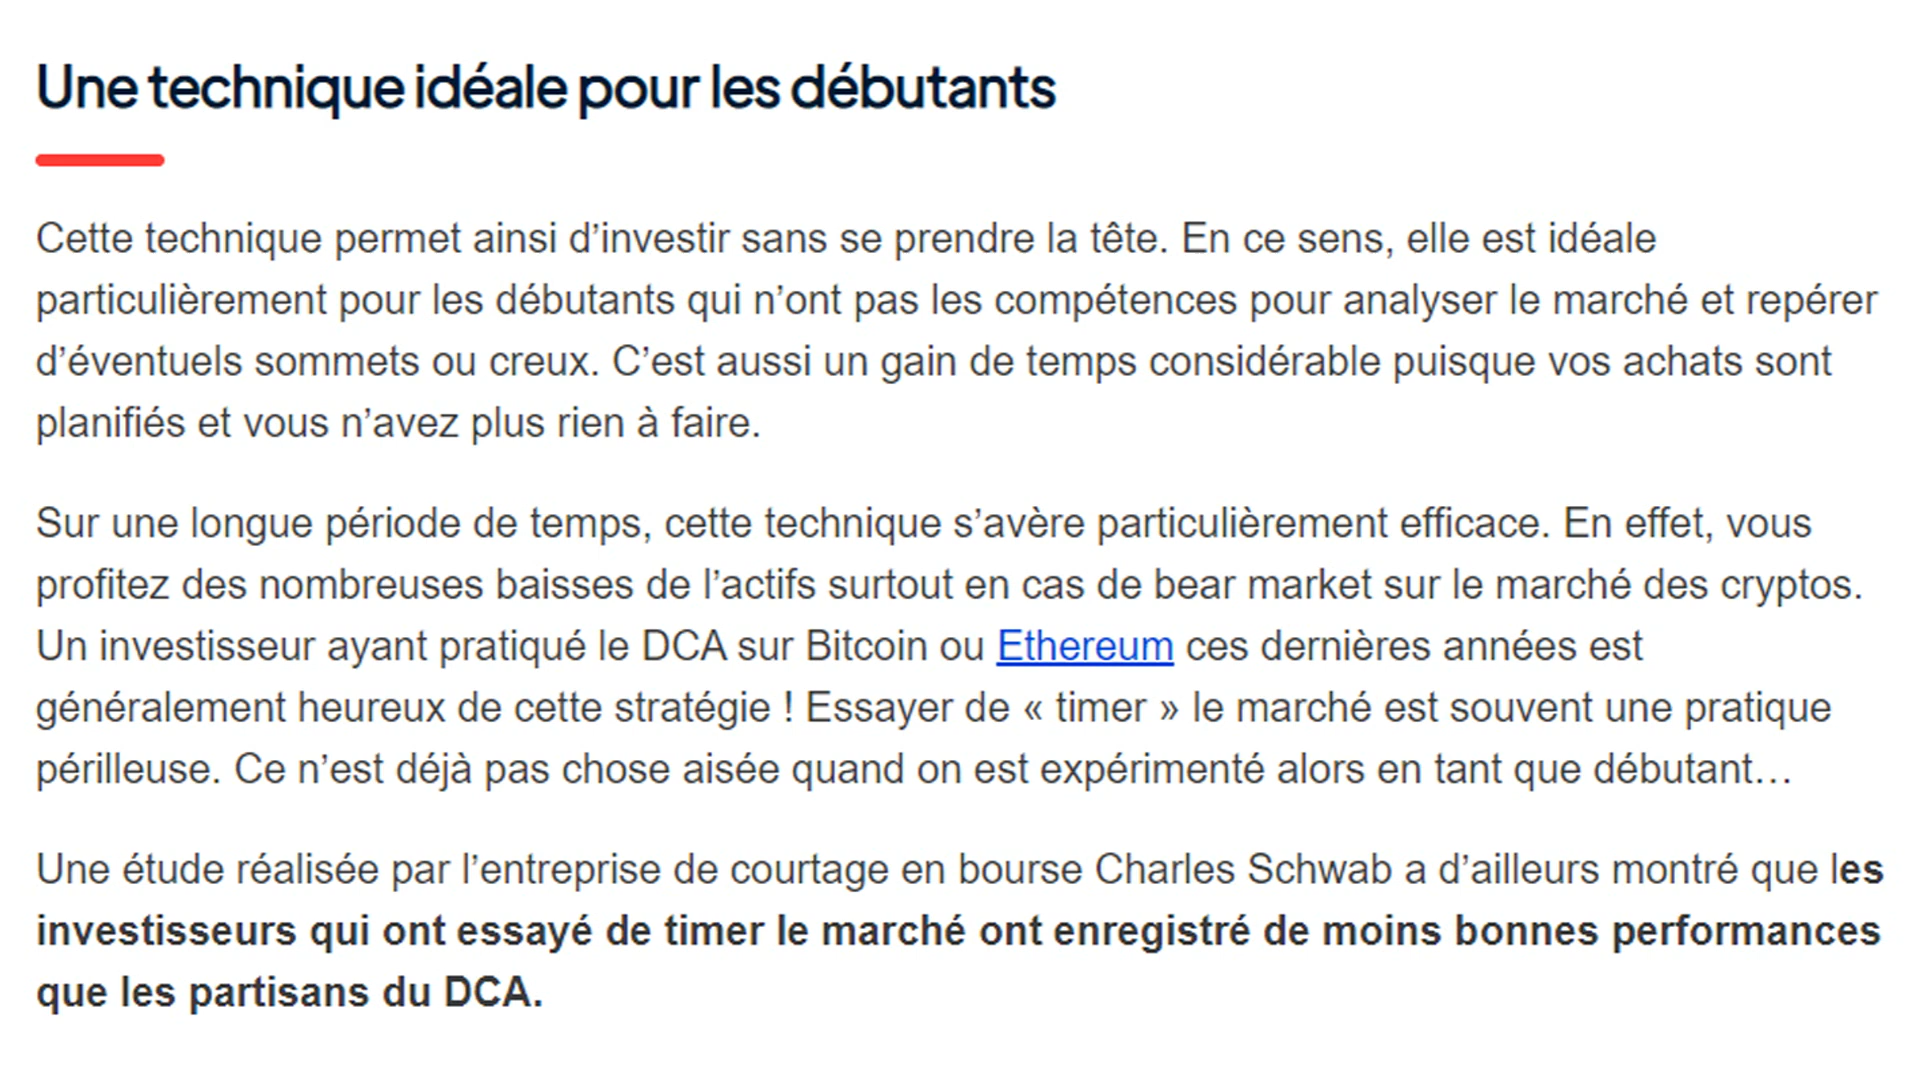 Une technique idéale pour les débutants
Cette technique permet ainsi d’investir sans se prendre la tête. En ce sens, elle est idéale
particulièrement pour les débutants qui n’ont pas les compétences pour analyser le marché et repérer
d’éventuels sommets ou creux. C’est aussi un gain de temps considérable puisque vos achats sont
planifiés et vous n’avez plus rien à faire.
Sur une longue période de temps, cette technique s’avère particulièrement efficace. En effet, vous
profitez des nombreuses baisses de l’actifs surtout en cas de bear market sur le marché des cryptos.
Un investisseur ayant pratiqué le DCA sur Bitcoin ou Ethereum ces dernières années est
généralement heureux de cette stratégie ! Essayer de « timer » le marché est souvent une pratique
périlleuse. Ce n’est déjà pas chose aisée quand on est expérimenté alors en tant que débutant…
Une étude réalisée par l’entreprise de courtage en bourse Charles Schwab a d’ailleurs montré que les
investisseurs qui ont essayé de timer le marché ont enregistré de moins bonnes performances
que les partisans du DCA.